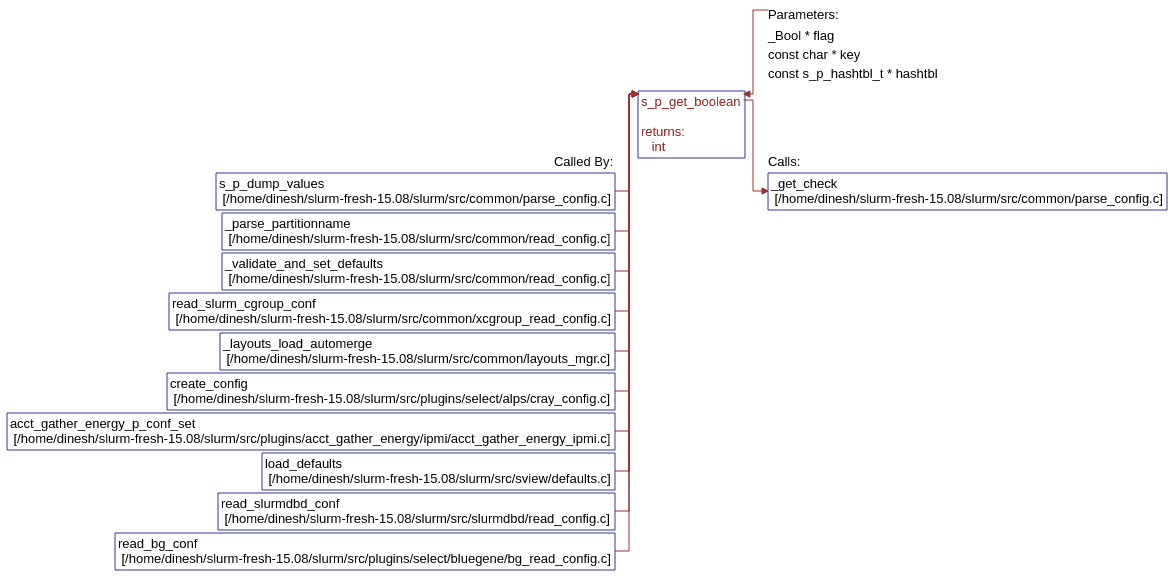 Parameters:
_Bool * flag
const char * key
const s_p_hashtbl_t * hashtbl
s_p_get_boolean
returns:
int
Called By:
s_p_dump_values
[/home/dinesh/slurm-fresh-15.08/slurm/src/common/parse_config.c]
_parse_partitionname
[/home/dinesh/slurm-fresh-15.08/slurm/src/common/read_config.c]
_validate_and_set_defaults
[/home/dinesh/slurm-fresh-15.08/slurm/src/common/read_config.c]
read_slurm_cgroup_conf
[/home/dinesh/slurm-fresh-15.08/slurm/src/common/xcgroup_read_config.c]
_layouts_load_automerge
[/home/dinesh/slurm-fresh-15.08/slurm/src/common/layouts_mgr.c]
create_config
[/home/dinesh/slurm-fresh-15.08/slurm/src/plugins/select/alps/cray_config.c]
acct_gather_energy_p_conf_set
[/home/dinesh/slurm-fresh-15.08/slurm/src/plugins/acct_gather_energy/ipmi/acct_gather_energy_ipmi.c]
load_defaults
[/home/dinesh/slurm-fresh-15.08/slurm/src/sview/defaults.c]
read_slurmdbd_conf
[/home/dinesh/slurm-fresh-15.08/slurm/src/slurmdbd/read_config.c]
read_bg_conf
[/home/dinesh/slurm-fresh-15.08/slurm/src/plugins/select/bluegene/bg_read_config.c]
Calls:
_get_check
[/home/dinesh/slurm-fresh-15.08/slurm/src/common/parse_config.c]